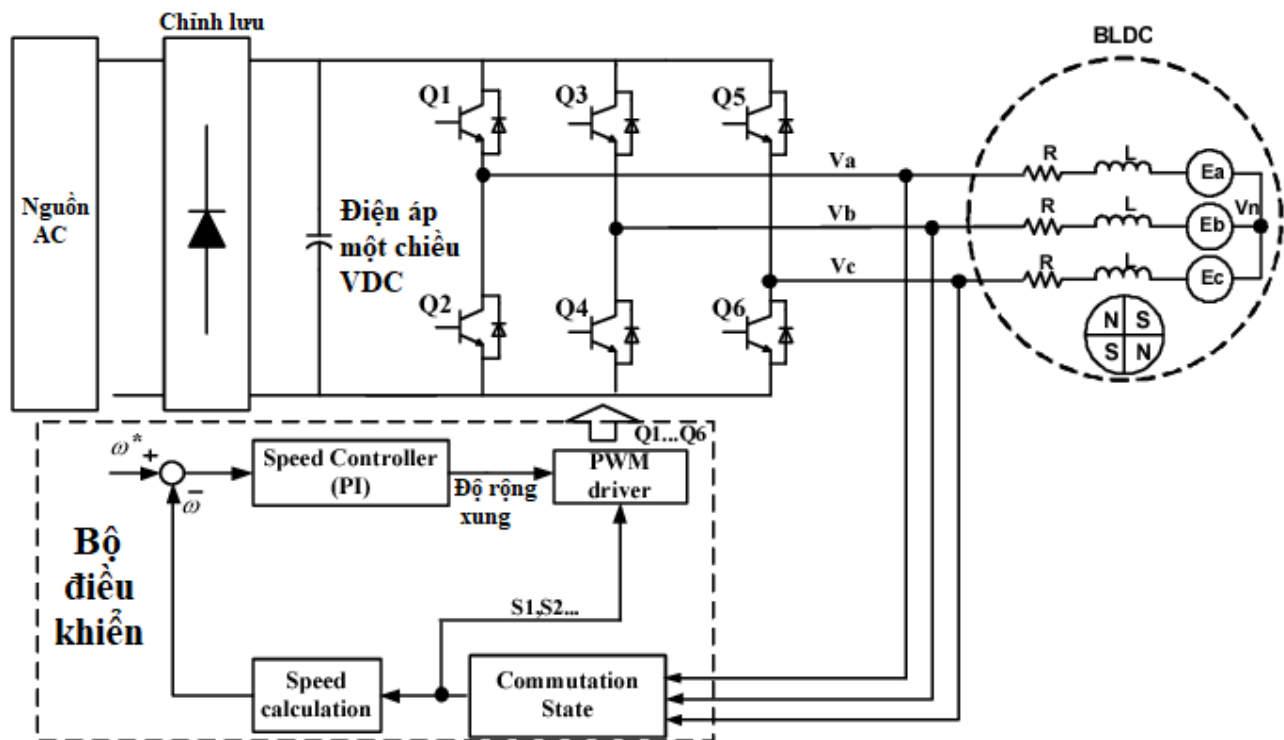 Chỉnh lưu
BLDC
Q1
Q3
Q5
Va
R
L
Ea
Nguồn
AC
Điện áp
một chiều
VDC
Vb
R
L
Eb
Vn
Vc
R
L
Ec
Q2
Q4
Q6
N
S
S
N
Q1...Q6
ω*
+
Speed Controller
(PI)
PWM
driver
Độ rộng
xung
−
ω
Bộ
điều
khiển
S1,S2...
Speed
calculation
Commutation
State